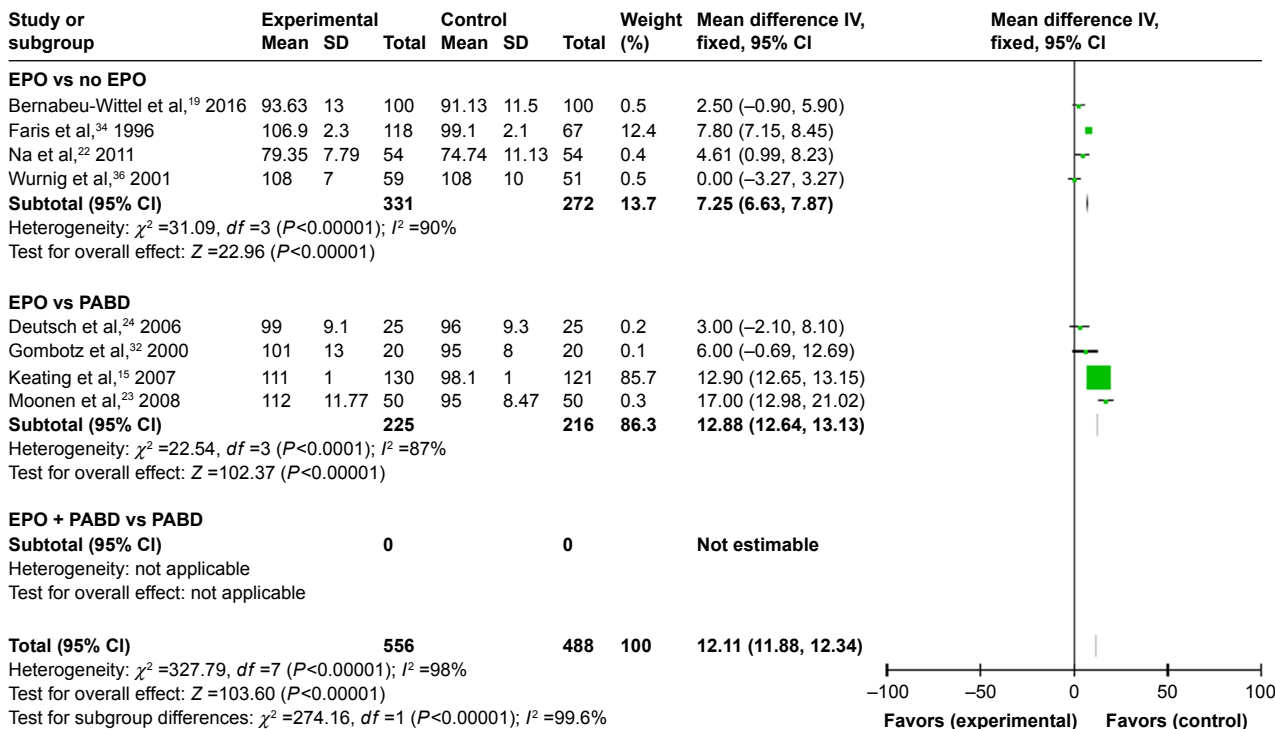 Study or Experimental Control Weight Mean difference IV, Mean difference IV,
subgroup Mean SD Total Mean SD Total (%) fixed, 95% CI fixed, 95% CI
EPO vs no EPO
Bernabeu-Wittel et al,19 2016 93.63 13 100 91.13 11.5 100 0.5 2.50 (–0.90, 5.90)
Faris et al,34 1996 106.9 2.3 118 99.1 2.1 67 12.4 7.80 (7.15, 8.45)
Na et al,22 2011 79.35 7.79 54 74.74 11.13 54 0.4 4.61 (0.99, 8.23)
Wurnig et al,36 2001 108 7 59 108 10 51 0.5 0.00 (–3.27, 3.27)
Subtotal (95% CI) 331 272 13.7 7.25 (6.63, 7.87)
Heterogeneity: χ2 =31.09, df =3 (P<0.00001); I2 =90%
Test for overall effect: Z =22.96 (P<0.00001)
EPO vs PABD
Deutsch et al,24 2006 99 9.1 25 96 9.3 25 0.2 3.00 (–2.10, 8.10)
Gombotz et al,32 2000 101 13 20 95 8 20 0.1 6.00 (–0.69, 12.69)
Keating et al,15 2007 111 1 130 98.1 1 121 85.7 12.90 (12.65, 13.15)
Moonen et al,23 2008 112 11.77 50 95 8.47 50 0.3 17.00 (12.98, 21.02)
Subtotal (95% CI) 225 216 86.3 12.88 (12.64, 13.13)
Heterogeneity: χ2 =22.54, df =3 (P<0.0001); I2 =87%
Test for overall effect: Z =102.37 (P<0.00001)
EPO + PABD vs PABD
Subtotal (95% CI) 0 0 Not estimable
Heterogeneity: not applicable
Test for overall effect: not applicable
Total (95% CI) 556 488 100 12.11 (11.88, 12.34)
Heterogeneity: χ2 =327.79, df =7 (P<0.00001); I2 =98%
Test for overall effect: Z =103.60 (P<0.00001)
Test for subgroup differences: χ2 =274.16, df =1 (P<0.00001); I2 =99.6%
–100 –50 0 50 100
Favors (experimental) Favors (control)